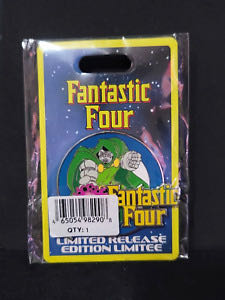 Fantastic
Four
Fantastic
Four
4 65054 98290 8
QTY: 1
LIMITED RELEASE
EDITION LIMITEE